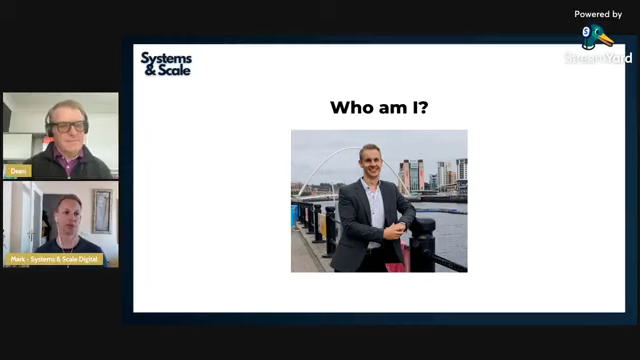 Powered by
StreamYard
Systems
& Scale
Who am I?
Dean
Mark - Systems & Scale Digital